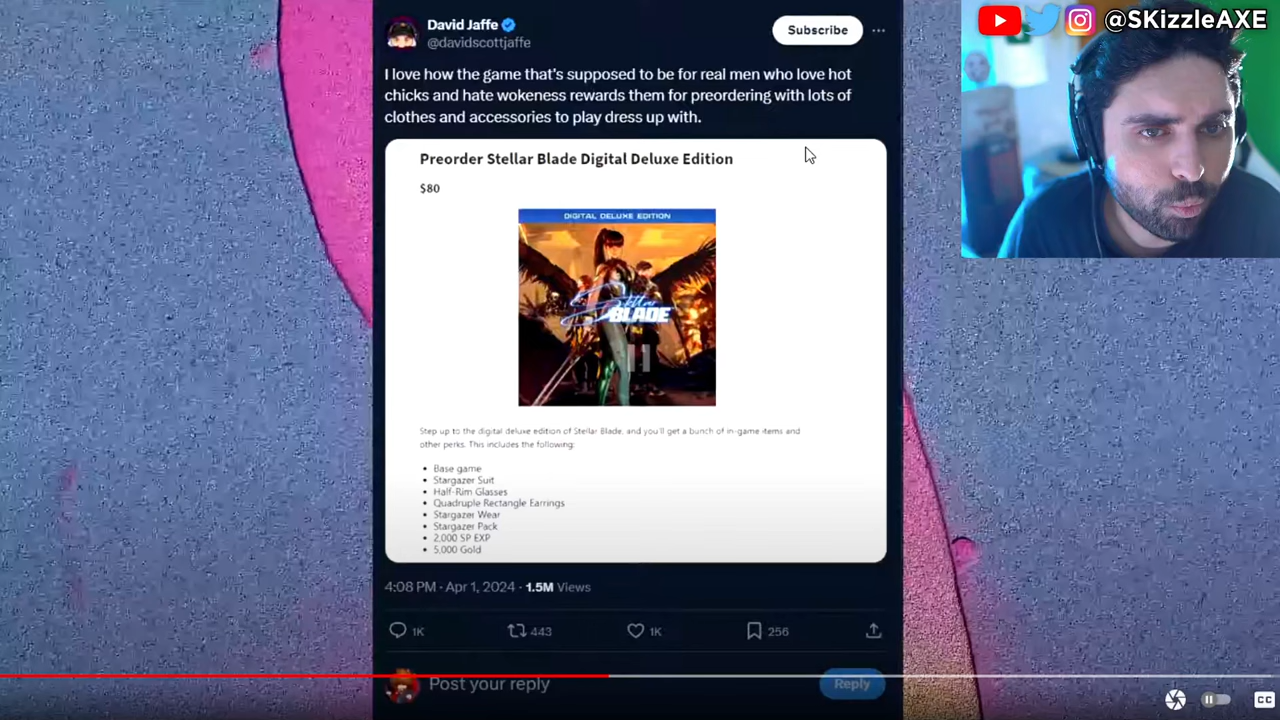 @SKizzleAXE
David Jaffe
@davidscottjaffe
Subscribe
I love how the game that's supposed to be for real men who love hot
chicks and hate wokeness rewards them for preordering with lots of
clothes and accessories to play dress up with.
Preorder Stellar Blade Digital Deluxe Edition
$80
DIGITAL DELUXE EDITION
Stellar
BLADE
Step up to the digital deluxe edition of Stellar Blade, and you'll get a bunch of in-game items and
other perks. This includes the following:
• Base game
• Stargazer Suit
• Half-Rim Glasses
• Quadruple Rectangle Earrings
• Stargazer Wear
• Stargazer Pack
• 2,000 SP EXP
• 5,000 Gold
4:08 PM · Apr 1, 2024 · 1.5M Views
1K 443 1K 256
Post your reply
Reply
CC